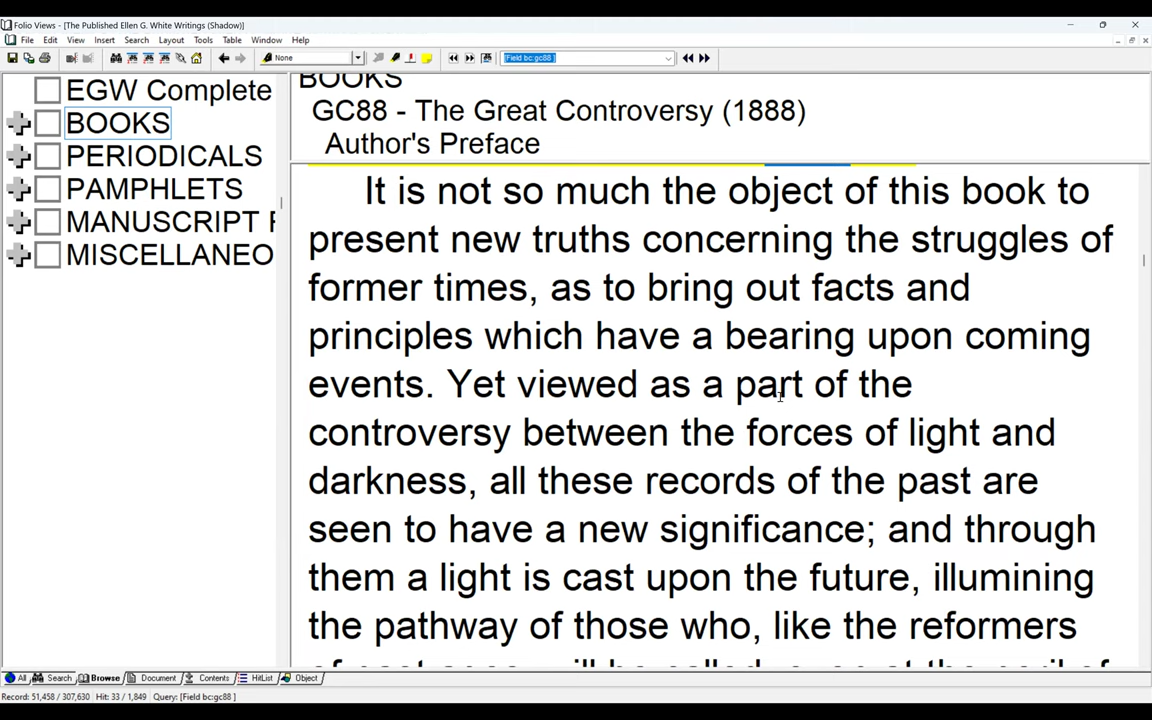 Folio Views - [The Published Ellen G. White Writings (Shadow)]
File Edit View Insert Search Layout Tools Table Window Help
None
[Field bc:gc88 ]
EGW Complete
BOOKS
PERIODICALS
PAMPHLETS
MANUSCRIPT
MISCELLANEO
BOOKS
GC88 - The Great Controversy (1888)
Author's Preface
It is not so much the object of this book to
present new truths concerning the struggles of
former times, as to bring out facts and
principles which have a bearing upon coming
events. Yet viewed as a part of the
controversy between the forces of light and
darkness, all these records of the past are
seen to have a new significance; and through
them a light is cast upon the future, illumining
the pathway of those who, like the reformers
All Search Browse Document Contents HitList Object
Record: 51,458 / 307,630 Hit: 33 / 1,849 Query: [Field bc:gc88 ]